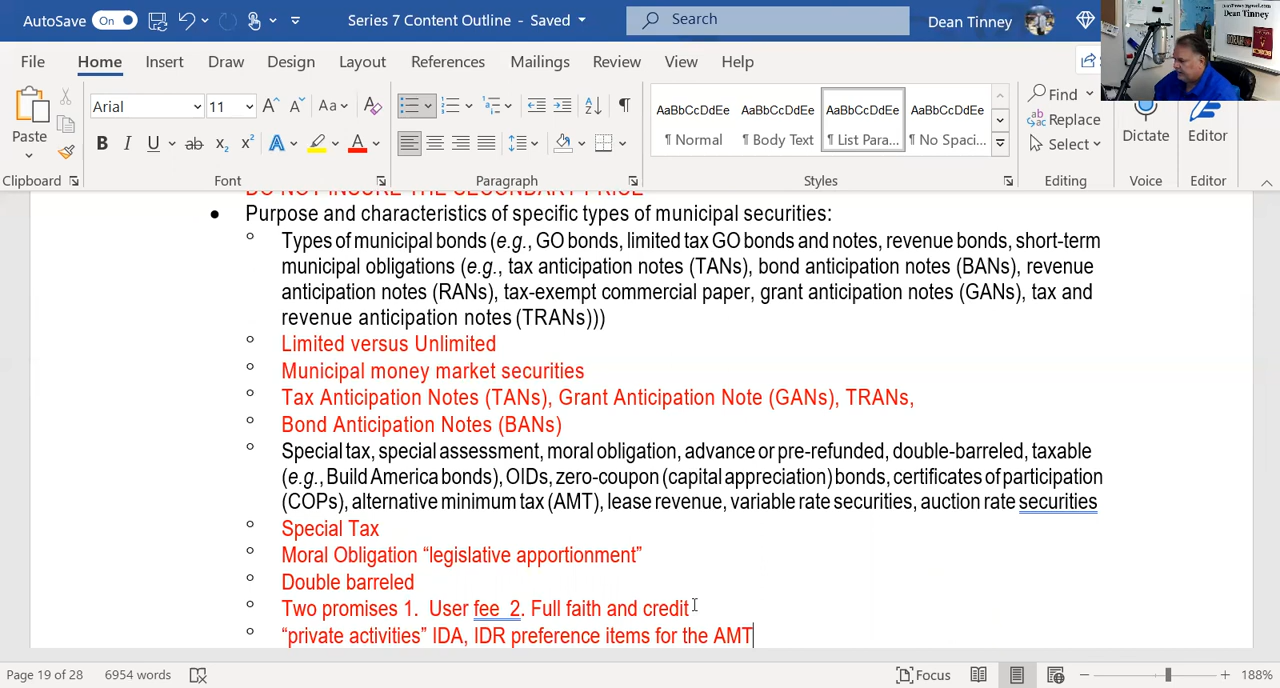 AutoSave On Series 7 Content Outline - Saved Search Dean Tinney
Dean Tinney
File Home Insert Draw Design Layout References Mailings Review View Help
Paste Arial 11 Aa AaBbCcDdEe AaBbCcDdEe AaBbCcDdEe AaBbCcDdEe Find Replace Select Dictate Editor
¶ Normal ¶ Body Text ¶ List Para... ¶ No Spaci...
Clipboard Font Paragraph Styles Editing Voice Editor
DO NOT INSURE THE SECONDARY PRICE
• Purpose and characteristics of specific types of municipal securities:
° Types of municipal bonds (e.g., GO bonds, limited tax GO bonds and notes, revenue bonds, short-term
municipal obligations (e.g., tax anticipation notes (TANs), bond anticipation notes (BANs), revenue
anticipation notes (RANs), tax-exempt commercial paper, grant anticipation notes (GANs), tax and
revenue anticipation notes (TRANs)))
° Limited versus Unlimited
° Municipal money market securities
° Tax Anticipation Notes (TANs), Grant Anticipation Note (GANs), TRANs,
° Bond Anticipation Notes (BANs)
° Special tax, special assessment, moral obligation, advance or pre-refunded, double-barreled, taxable
(e.g., Build America bonds), OIDs, zero-coupon (capital appreciation) bonds, certificates of participation
(COPs), alternative minimum tax (AMT), lease revenue, variable rate securities, auction rate securities
° Special Tax
° Moral Obligation “legislative apportionment”
° Double barreled
° Two promises 1. User fee 2. Full faith and credit
° “private activities” IDA, IDR preference items for the AMT
Page 19 of 28 6954 words Focus 188%